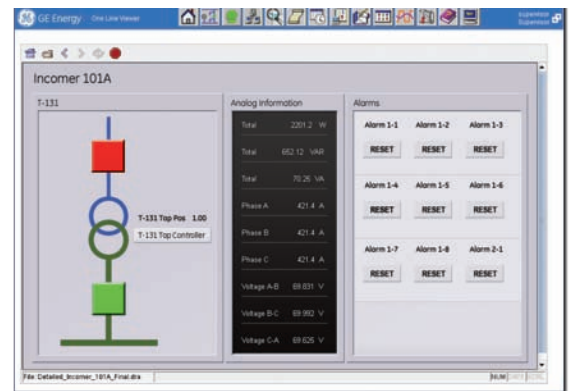 GE Energy One Line Viewer
Supervisor
Supervisor
Incomer 101A
T-131
Analog Information
Alarms
Total 2201.2 W
Total 652.12 VAR
Total 70.26 VA
Phase A 421.4 A
Phase B 421.4 A
Phase C 421.4 A
Voltage A-B 69.831 V
Voltage B-C 69.992 V
Voltage C-A 69.625 V
T-131 Tap Pos 1.00
T-131 Tap Controller
Alarm 1-1 Alarm 1-2 Alarm 1-3
RESET RESET RESET
Alarm 1-4 Alarm 1-5 Alarm 1-6
RESET RESET RESET
Alarm 1-7 Alarm 1-8 Alarm 2-1
RESET RESET RESET
File: Detailed_Incomer_101A_Final.dra
NUM